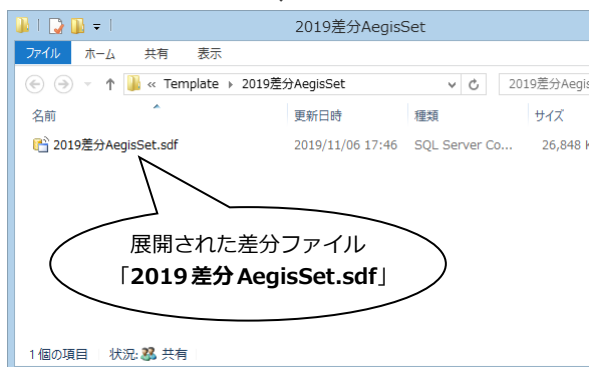 2019差分AegisSet
ファイル ホーム 共有 表示
« Template 2019差分AegisSet 2019差分Aegis
名前 更新日時 種類 サイズ
2019差分AegisSet.sdf 2019/11/06 17:46 SQL Server Co... 26,848
展開された差分ファイル
「2019差分AegisSet.sdf」
1個の項目 状況: 共有